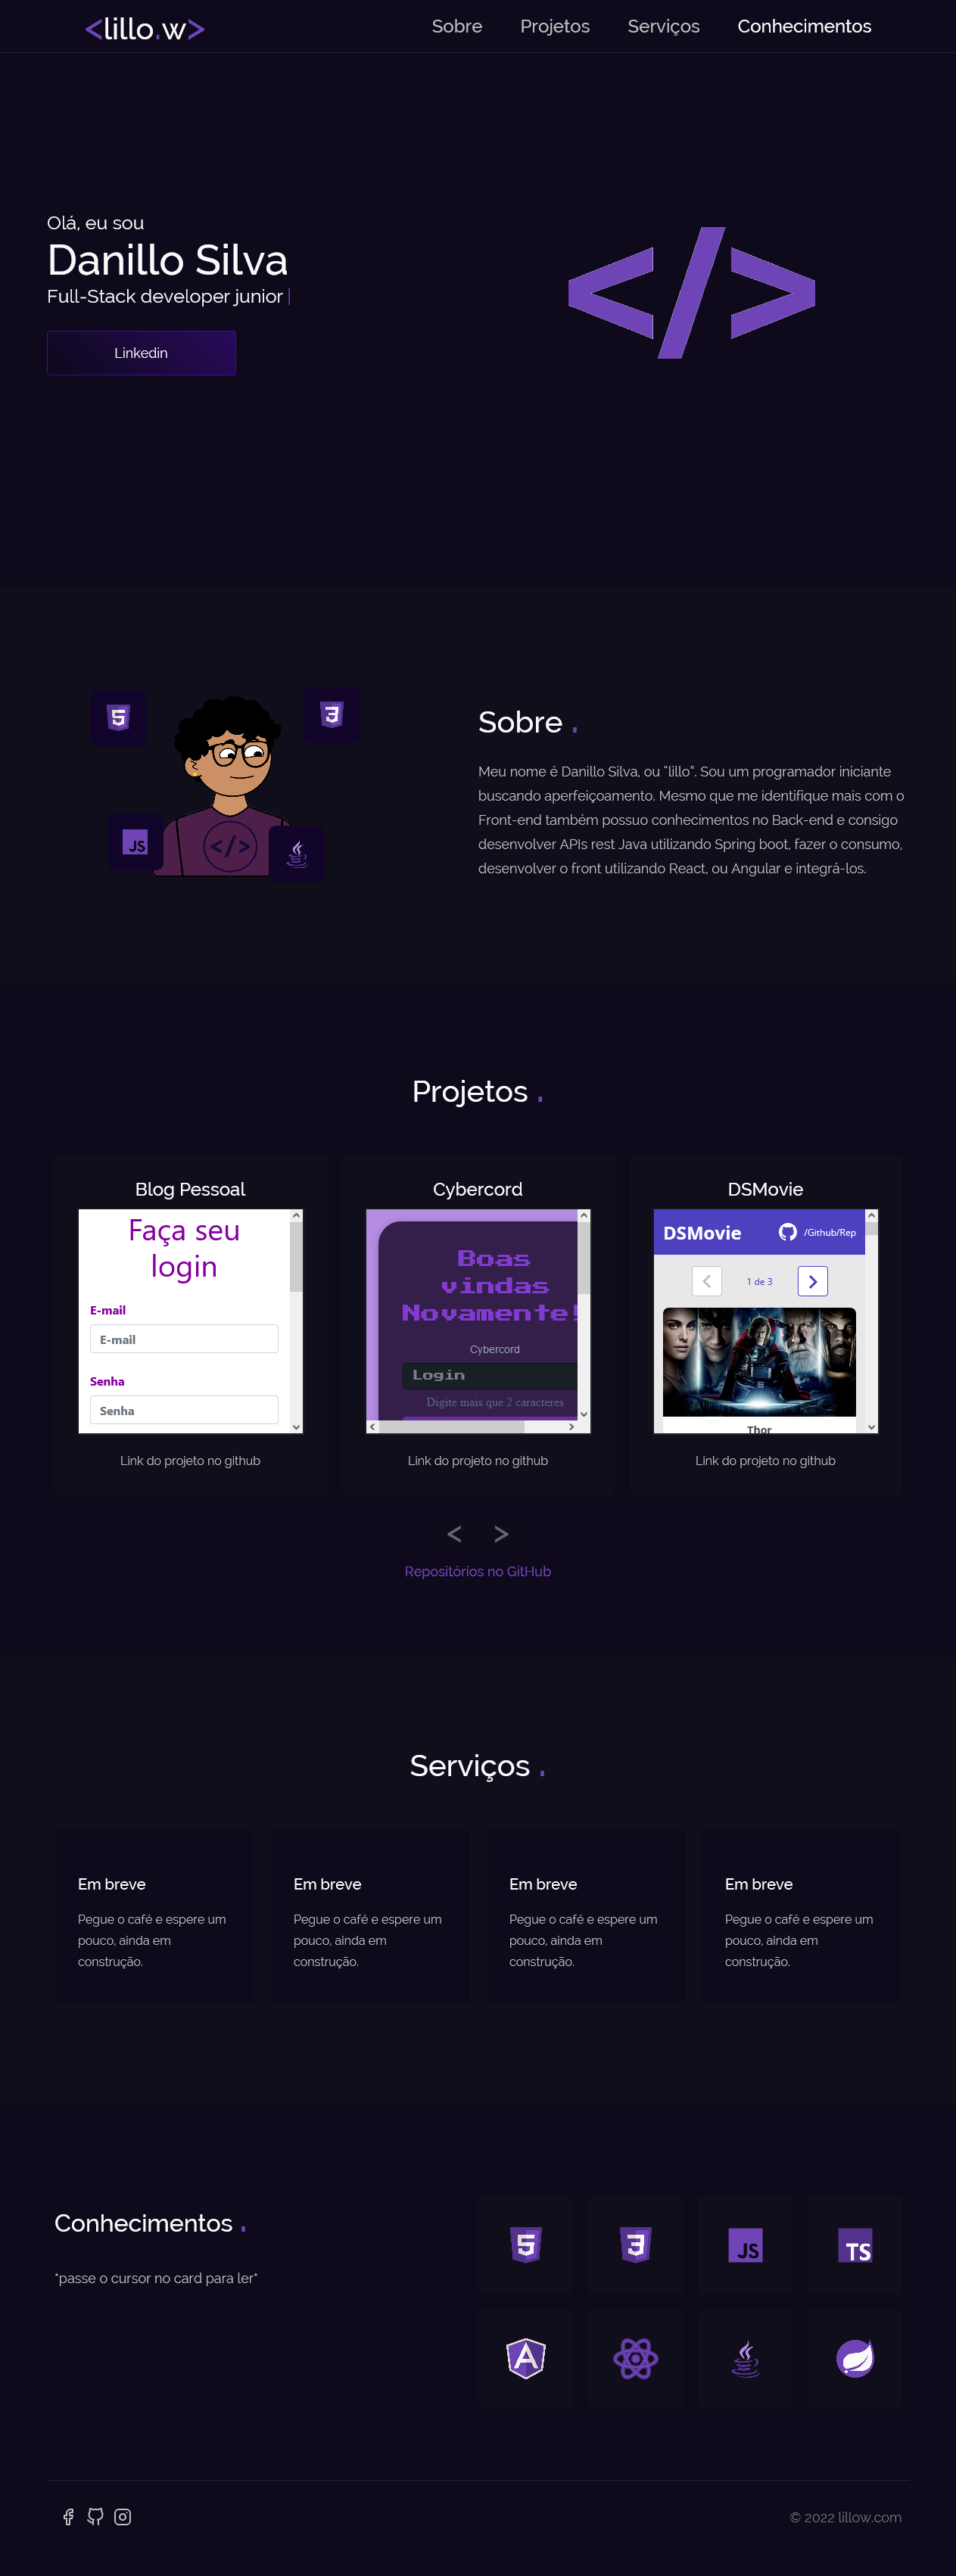 <lillo.w>
Sobre Projetos Serviços Conhecimentos
Olá, eu sou
Danillo Silva
Full-Stack developer junior |
Linkedin
</>
5
3
JS
</>
Sobre .
Meu nome é Danillo Silva, ou "lillo". Sou um programador iniciante
buscando aperfeiçoamento. Mesmo que me identifique mais com o
Front-end também possuo conhecimentos no Back-end e consigo
desenvolver APIs rest Java utilizando Spring boot, fazer o consumo,
desenvolver o front utilizando React, ou Angular e integrá-los.
Projetos .
Blog Pessoal
Faça seu
login
E-mail
E-mail
Senha
Senha
Link do projeto no github
Cybercord
Boas
vindas
Novamente!
Cybercord
Login
Digite mais que 2 caracteres
Link do projeto no github
DSMovie
DSMovie /Github/Rep
1 de 3
Thor
Link do projeto no github
< >
Repositórios no GitHub
Serviços .
Em breve
Pegue o café e espere um
pouco, ainda em
construção.
Em breve
Pegue o café e espere um
pouco, ainda em
construção.
Em breve
Pegue o café e espere um
pouco, ainda em
construção.
Em breve
Pegue o café e espere um
pouco, ainda em
construção.
Conhecimentos .
"passe o cursor no card para ler"
5 3 JS TS
A
© 2022 lillow.com